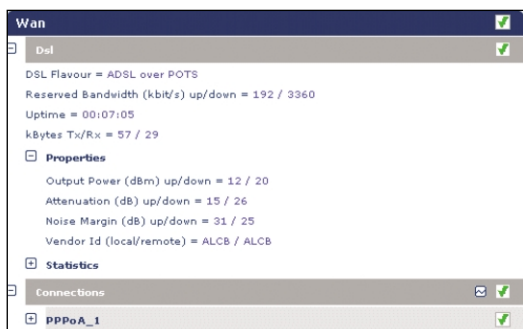 Wan
Dsl
DSL Flavour = ADSL over POTS
Reserved Bandwidth (kbit/s) up/down = 192 / 3360
Uptime = 00:07:05
kBytes Tx/Rx = 57 / 29
Properties
Output Power (dBm) up/down = 12 / 20
Attenuation (dB) up/down = 15 / 26
Noise Margin (dB) up/down = 31 / 25
Vendor Id (local/remote) = ALCB / ALCB
Statistics
Connections
PPPoA_1